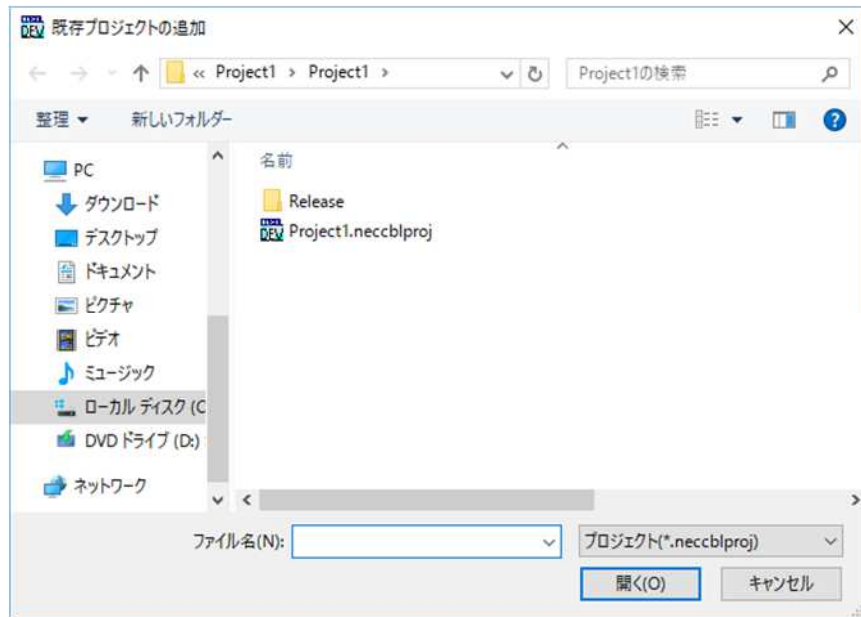 既存プロジェクトの追加
« Project1 > Project1 >
Project1の検索
整理
新しいフォルダー
PC
ダウンロード
デスクトップ
ドキュメント
ピクチャ
ビデオ
ミュージック
ローカル ディスク (C
DVD ドライブ (D:)
ネットワーク
名前
Release
DEV Project1.neccblproj
ファイル名(N):
プロジェクト(*.neccblproj)
開く(O)
キャンセル